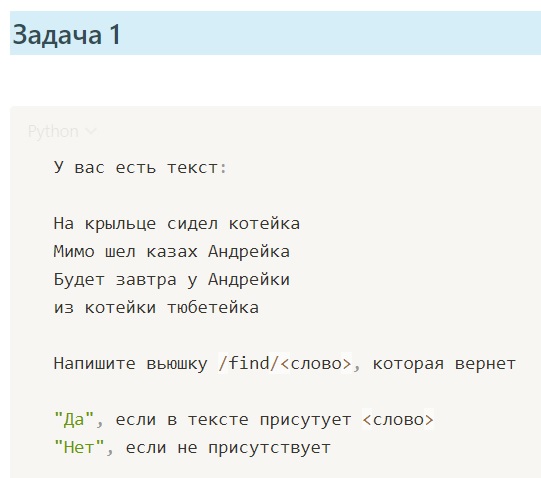 Задача 1
Python
У вас есть текст:
На крыльце сидел котейка
Мимо шел казах Андрейка
Будет завтра у Андрейки
из котейки тюбетейка
Напишите вьюшку /find/<слово>, которая вернет
"Да", если в тексте присутует <слово>
"Нет", если не присутствует